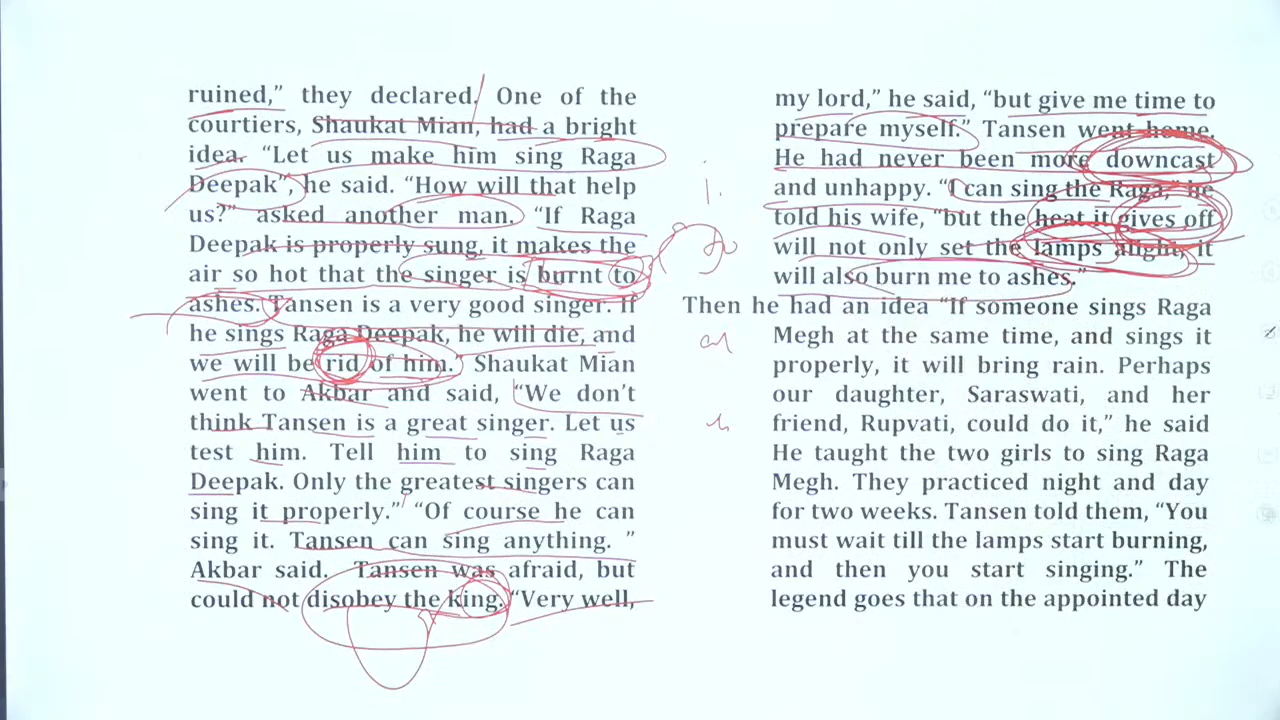 ruined,” they declared. One of the
courtiers, Shaukat Mian, had a bright
idea. “Let us make him sing Raga
Deepak”, he said. “How will that help
us?” asked another man. “If Raga
Deepak is properly sung, it makes the
air so hot that the singer is burnt to
ashes. Tansen is a very good singer. If
he sings Raga Deepak, he will die, and
we will be rid of him.” Shaukat Mian
went to Akbar and said, “We don’t
think Tansen is a great singer. Let us
test him. Tell him to sing Raga
Deepak. Only the greatest singers can
sing it properly.” “Of course he can
sing it. Tansen can sing anything. ”
Akbar said. Tansen was afraid, but
could not disobey the king. “Very well,
my lord,” he said, “but give me time to
prepare myself.” Tansen went home.
He had never been more downcast
and unhappy. “I can sing the Raga,” he
told his wife, “but the heat it gives off
will not only set the lamps alight, it
will also burn me to ashes.”
Then he had an idea “If someone sings Raga
Megh at the same time, and sings it
properly, it will bring rain. Perhaps
our daughter, Saraswati, and her
friend, Rupvati, could do it,” he said
He taught the two girls to sing Raga
Megh. They practiced night and day
for two weeks. Tansen told them, “You
must wait till the lamps start burning,
and then you start singing.” The
legend goes that on the appointed day